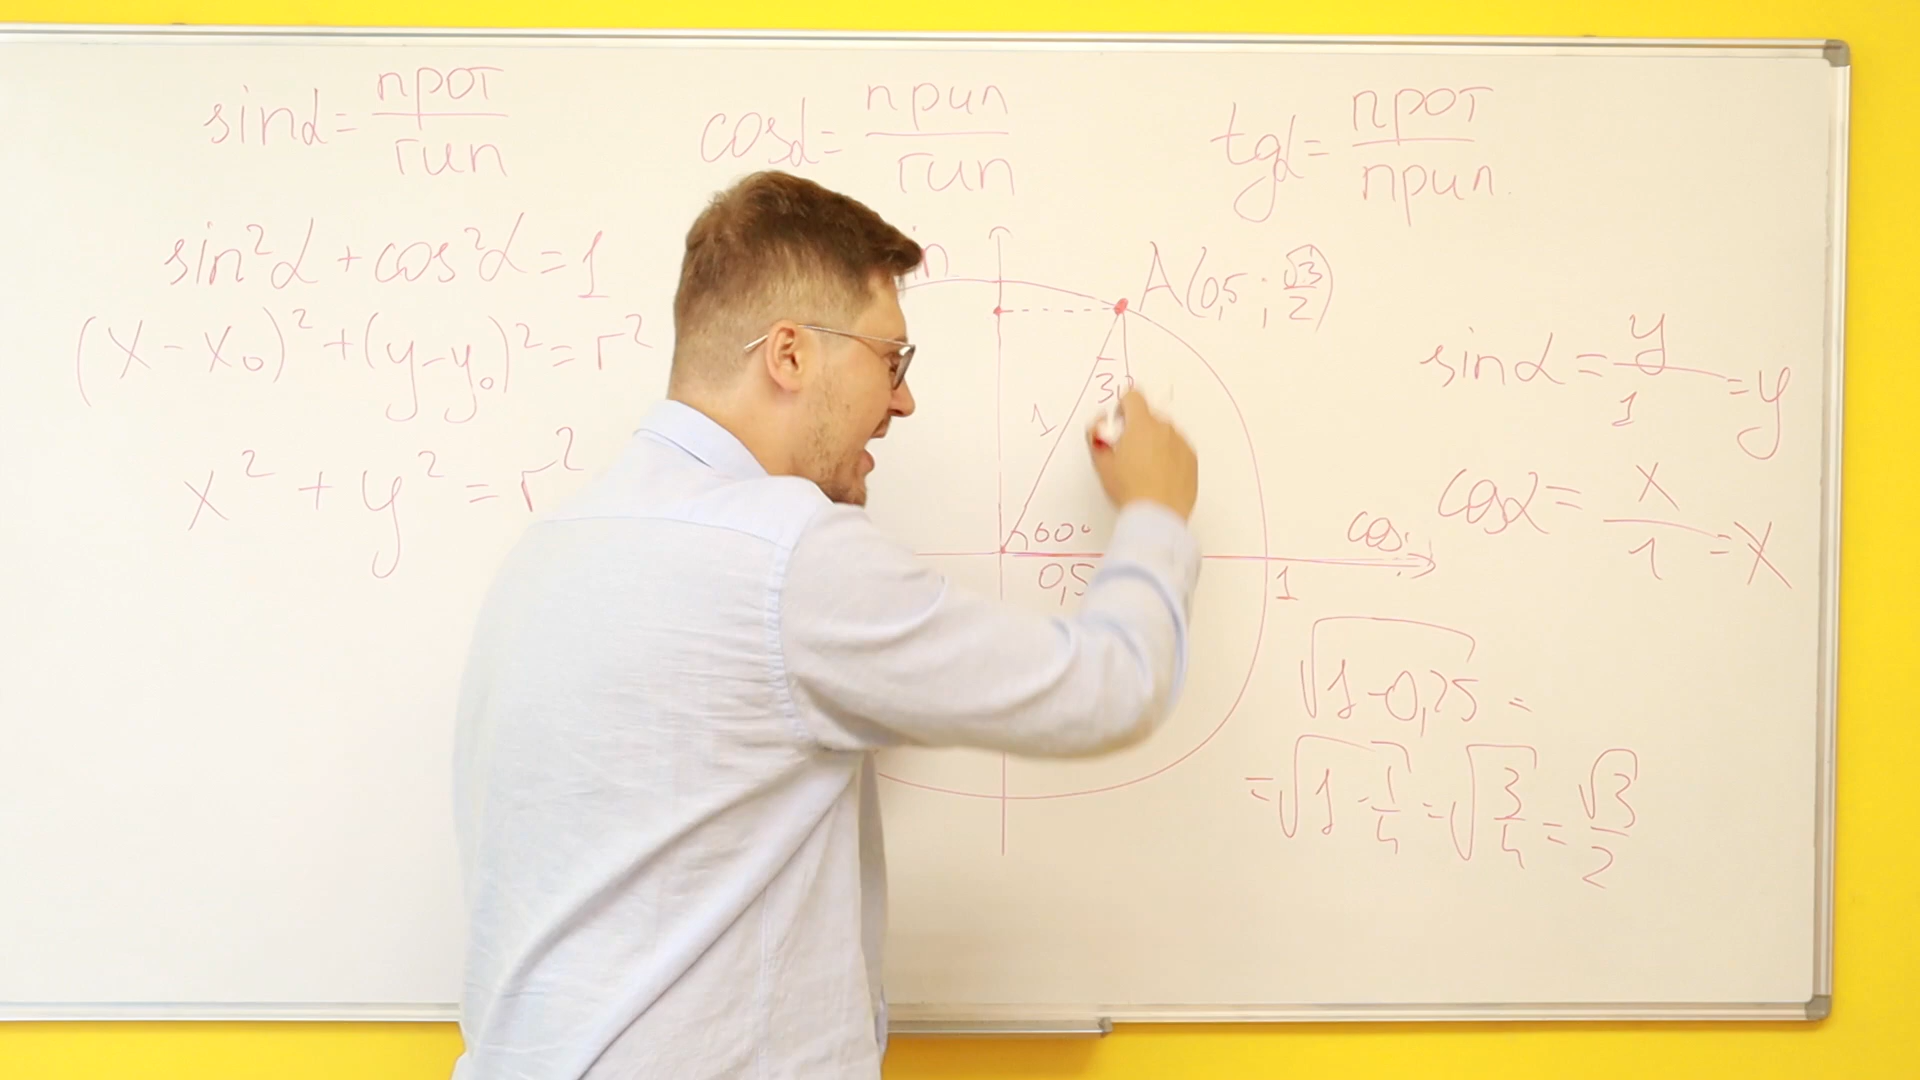 sinα = прот/гип
cosα = прил/гип
tgα = прот/прил.
sin²α + cos²α = 1
(x - x₀)² + (y - y₀)² = r²
x² + y² = r²
A(0,5 ; √3/2)
1
60°
0,5
cos
1
sinα = y/1 = y
cosα = x/1 = x
√1-0,25 =
= √1 - 1/4 = √3/4 = √3/2